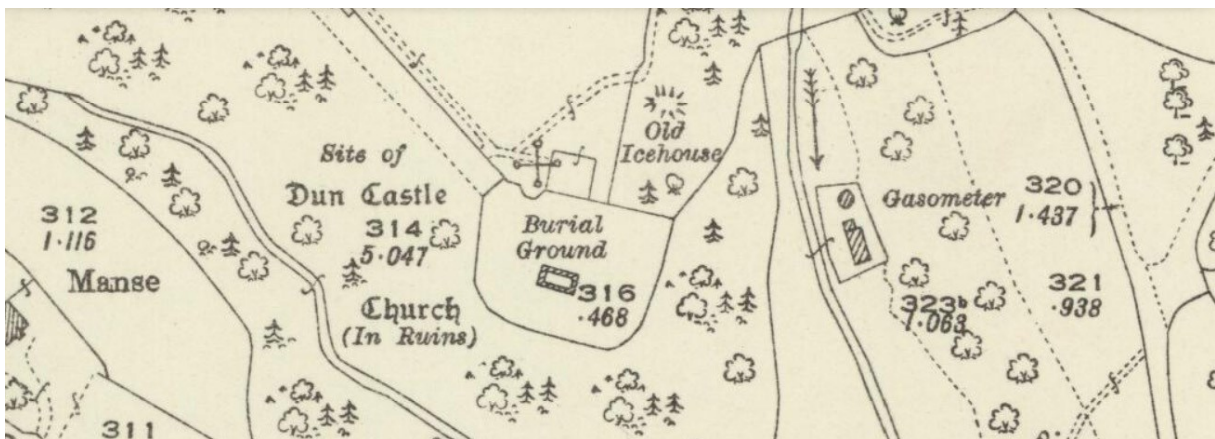 Old
Icehouse
Site of
Dun Castle
314
5·047
312
1·116
Manse
Burial
Ground
316
·468
Church
(In Ruins)
Gasometer
320
1·437
321
·938
323b
1·063
311